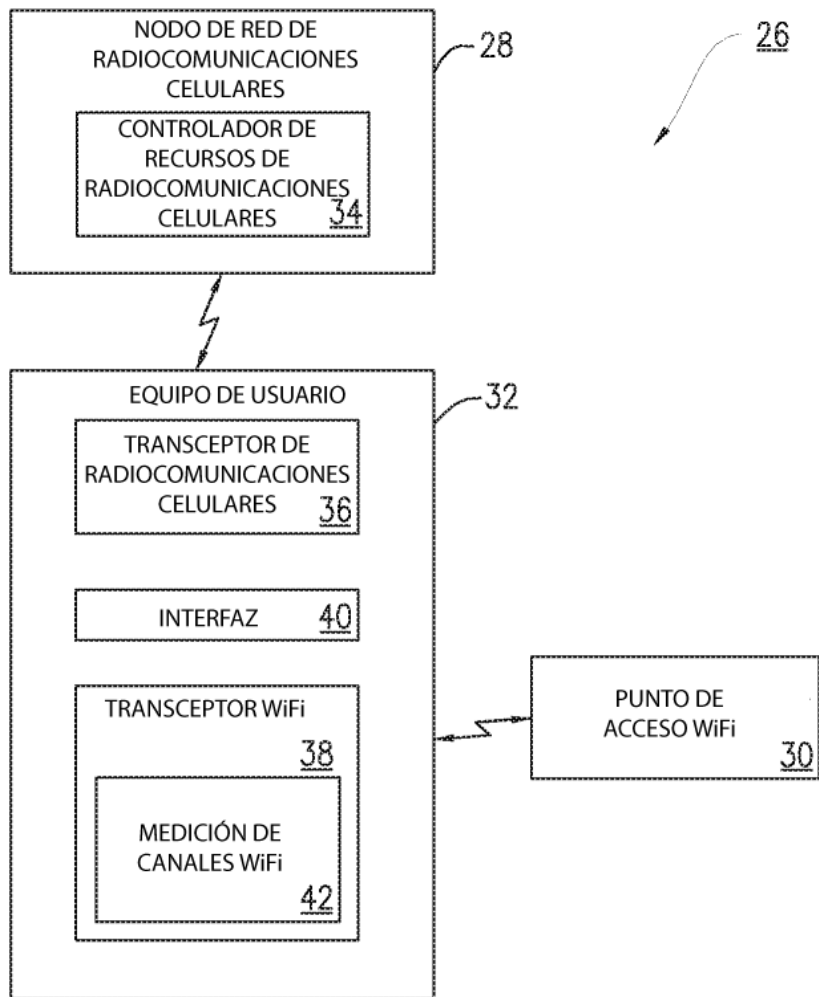 NODO DE RED DE
RADIOCOMUNICACIONES
CELULARES
28
26
CONTROLADOR DE
RECURSOS DE
RADIOCOMUNICACIONES
CELULARES
34
EQUIPO DE USUARIO
32
TRANSCEPTOR DE
RADIOCOMUNICACIONES
CELULARES
36
INTERFAZ
40
TRANSCEPTOR WiFi
38
MEDICIÓN DE
CANALES WiFi
42
PUNTO DE
ACCESO WiFi
30